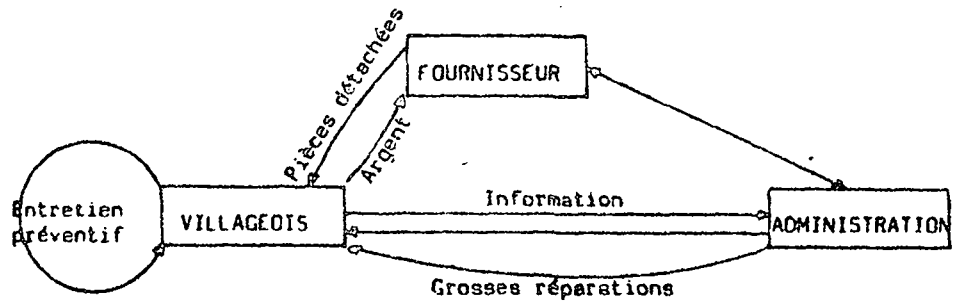 Pièces détachées
FOURNISSEUR
Argent
Entretien
préventif
VILLAGEOIS
Information
ADMINISTRATION
Grosses réparations